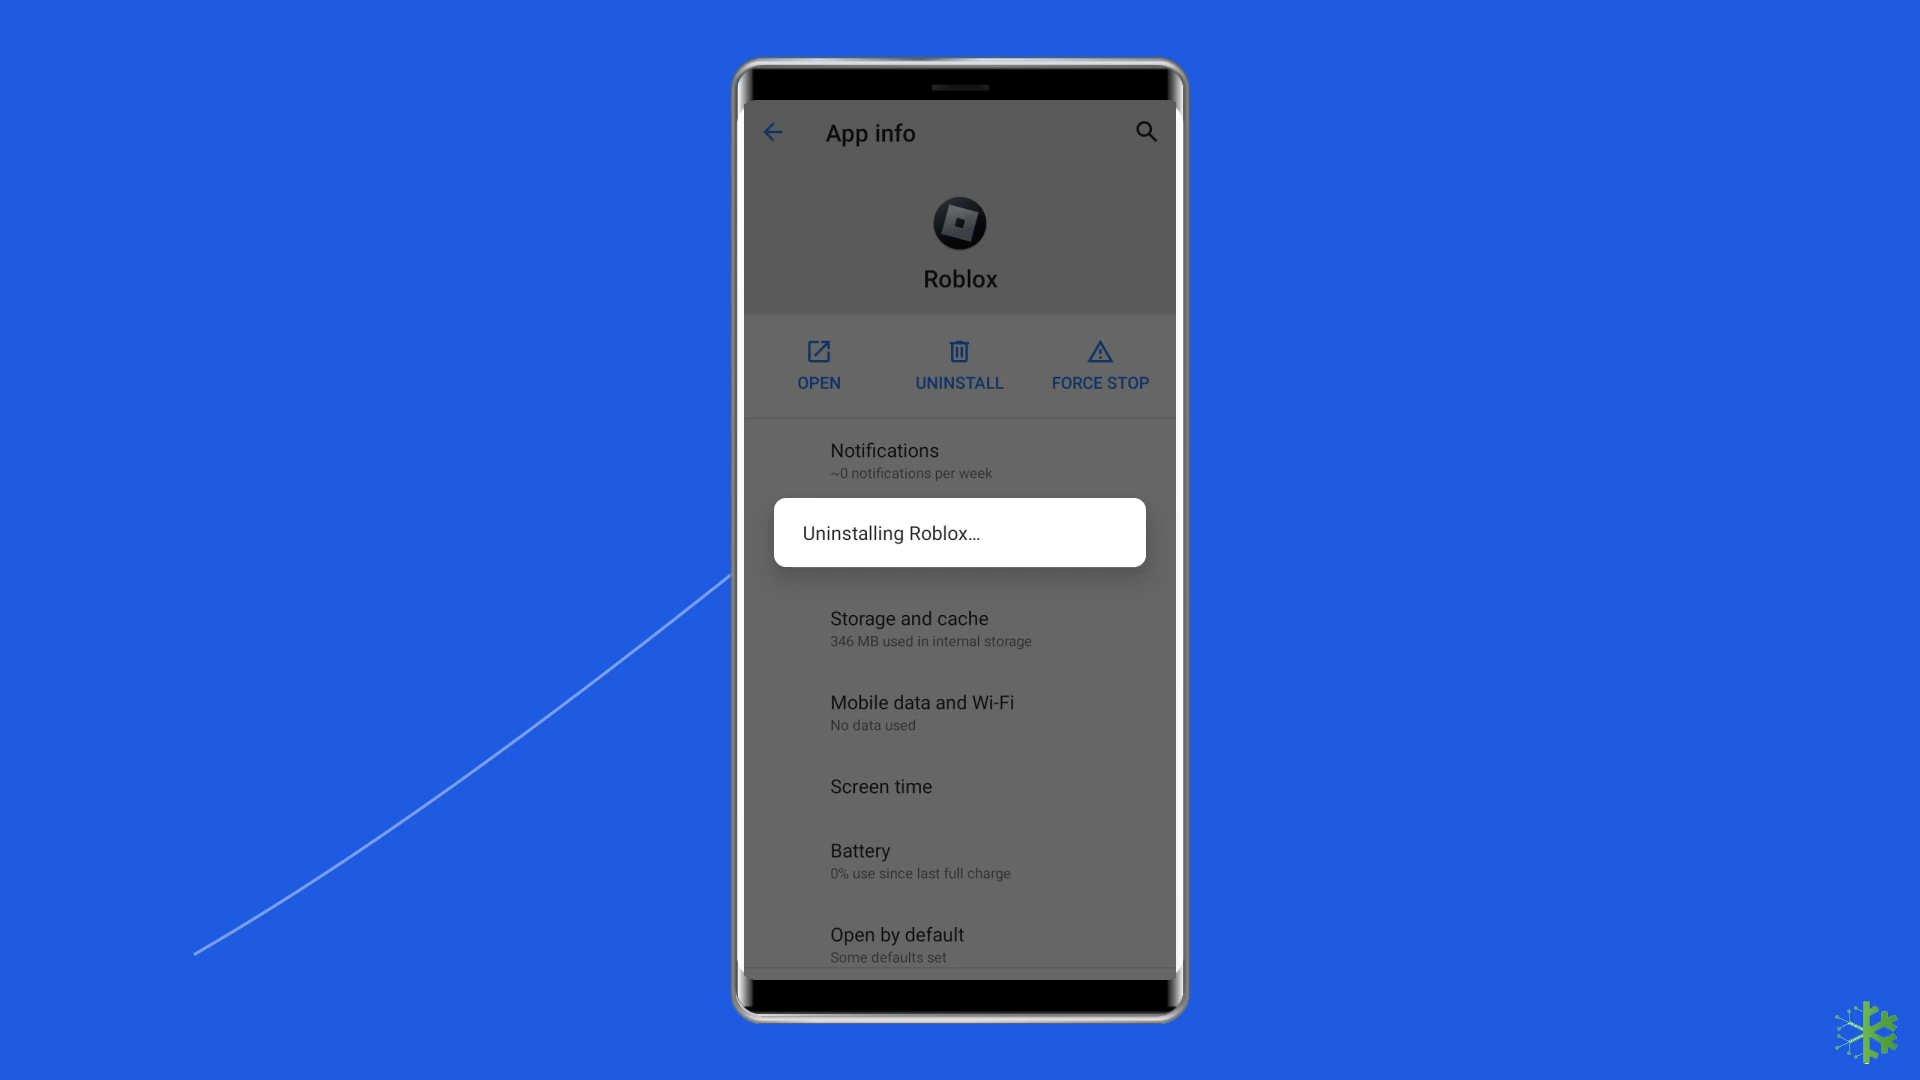 App info
Roblox
OPEN UNINSTALL FORCE STOP
Notifications
~0 notifications per week
Uninstalling Roblox...
Storage and cache
346 MB used in internal storage
Mobile data and Wi-Fi
No data used
Screen time
Battery
0% use since last full charge
Open by default
Some defaults set